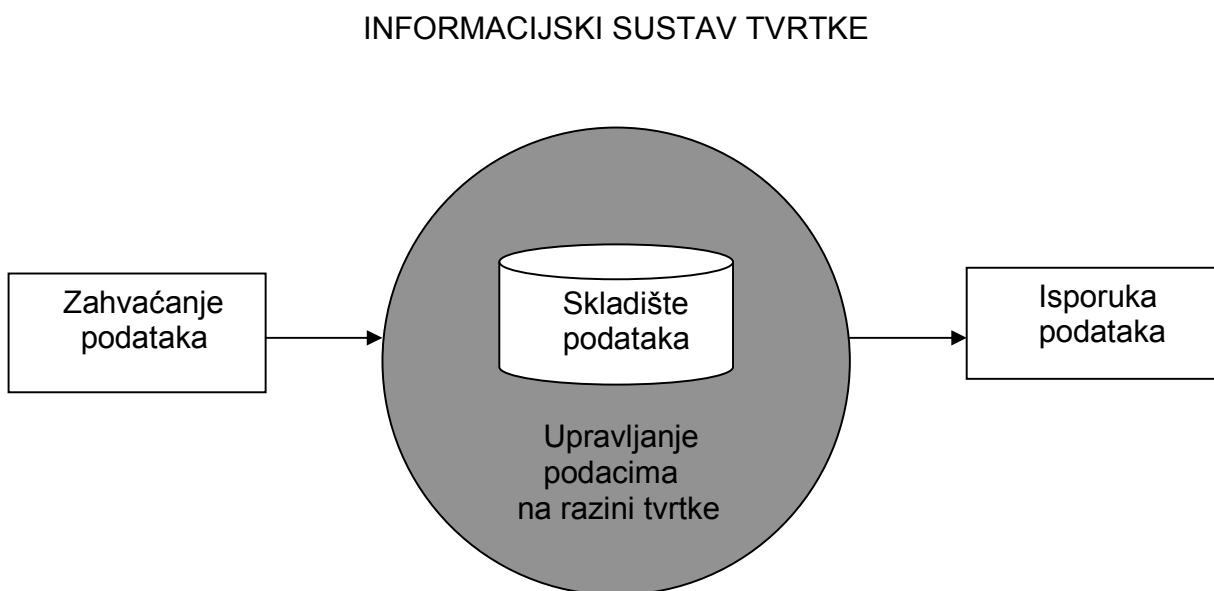 INFORMACIJSKI SUSTAV TVRTKE
Zahvaćanje
podataka
Skladište
podataka
Upravljanje
podacima
na razini tvrtke
Isporuka
podataka